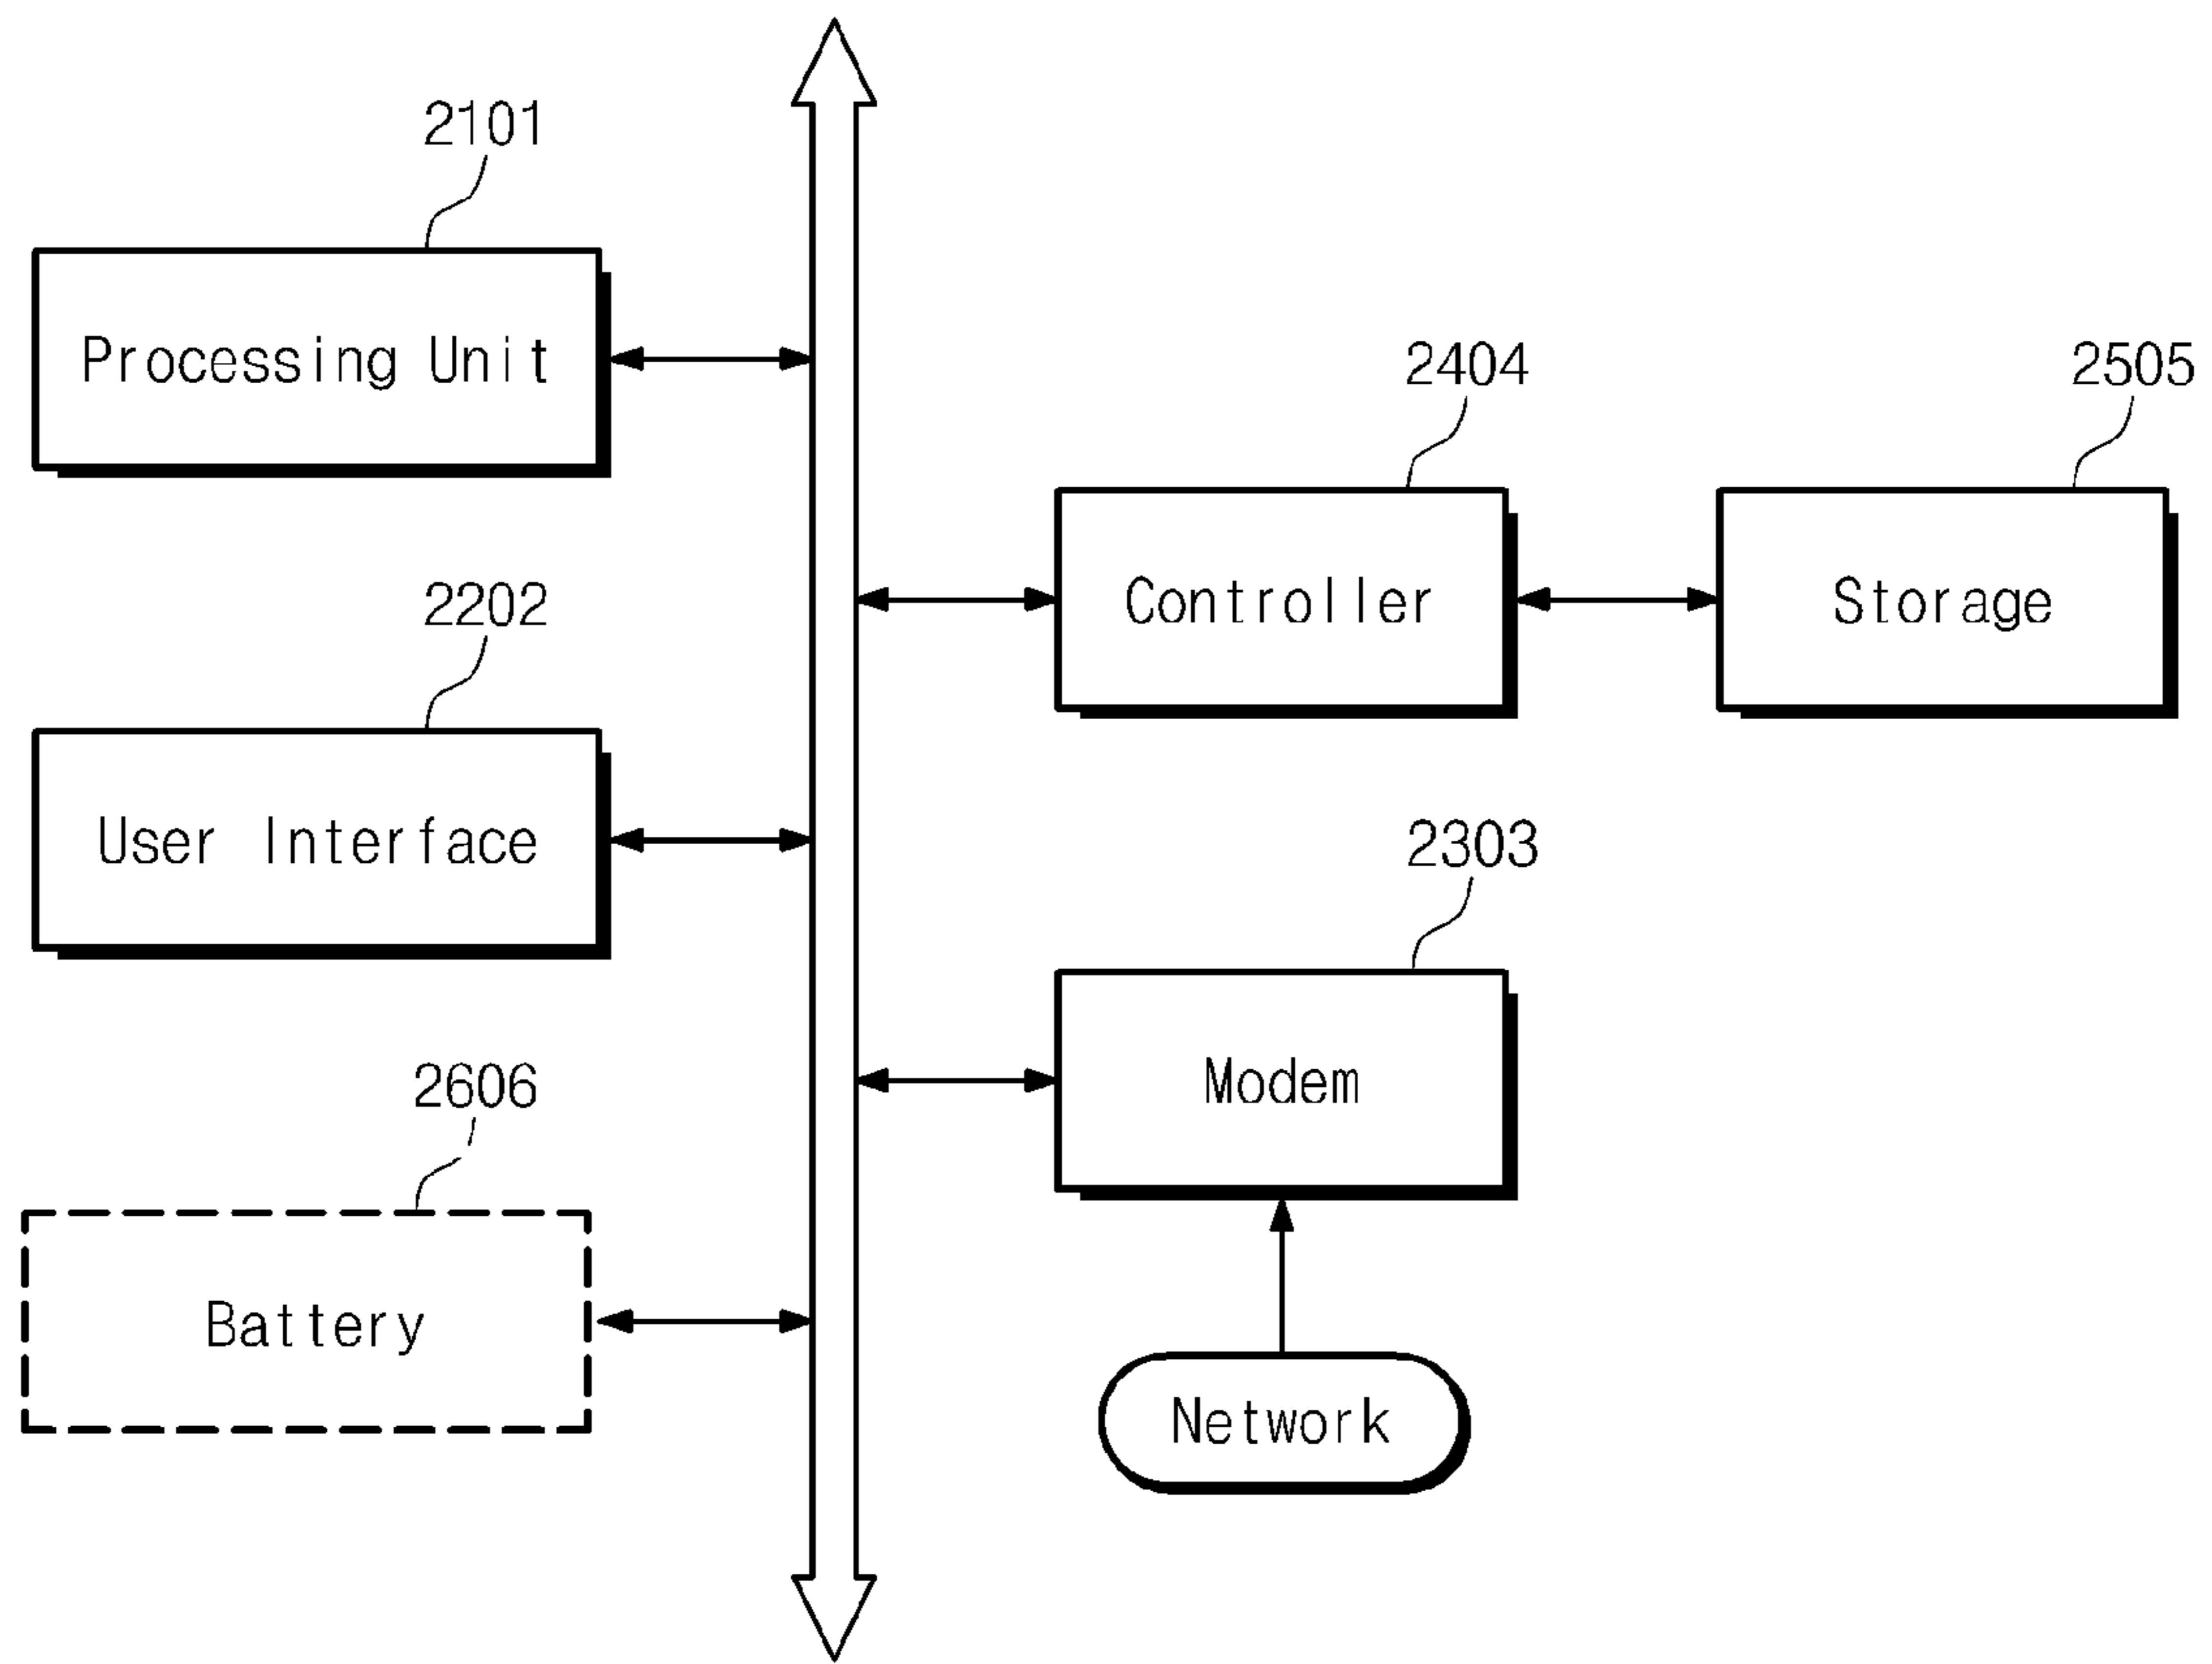 2101
Processing Unit
2404
2505
Controller
Storage
2202
User Interface
2303
Modem
2606
Battery
Network